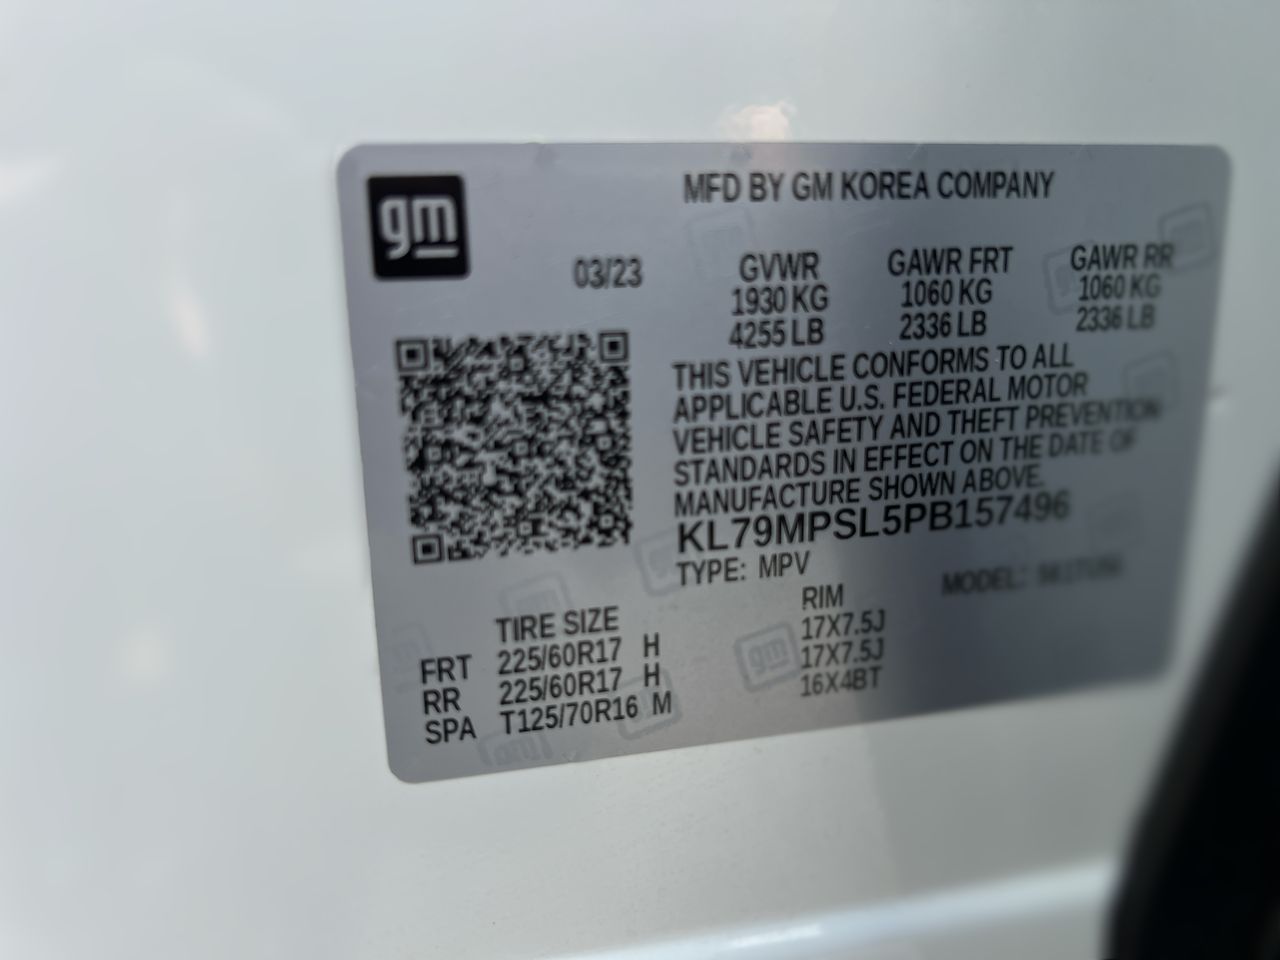 gm
MFD BY GM KOREA COMPANY
03/23
GVWR GAWR FRT GAWR RR
1930 KG 1060 KG 1060 KG
4255 LB 2336 LB 2336 LB
THIS VEHICLE CONFORMS TO ALL
APPLICABLE U.S. FEDERAL MOTOR
VEHICLE SAFETY AND THEFT PREVENTION
STANDARDS IN EFFECT ON THE DATE OF
MANUFACTURE SHOWN ABOVE.
KL79MPSL5PB157496
TYPE: MPV MODEL:
TIRE SIZE RIM
FRT 225/60R17 H 17X7.5J
RR 225/60R17 H 17X7.5J
SPA T125/70R16 M 16X4BT